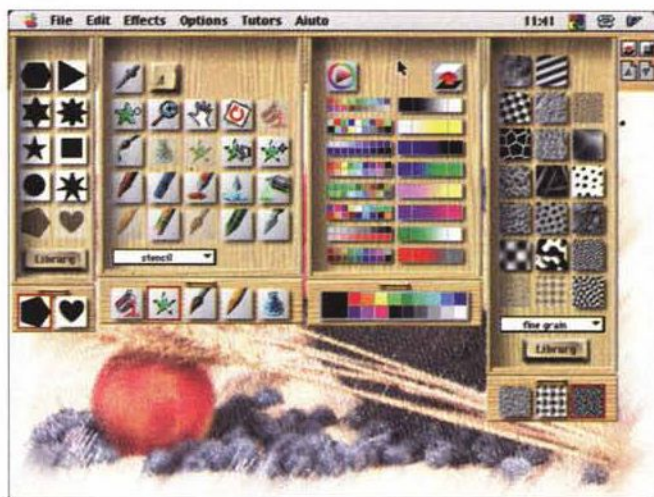 File Edit Effects Options Tutors Aiuto 11:41
Library
stencil
fine grain
Library